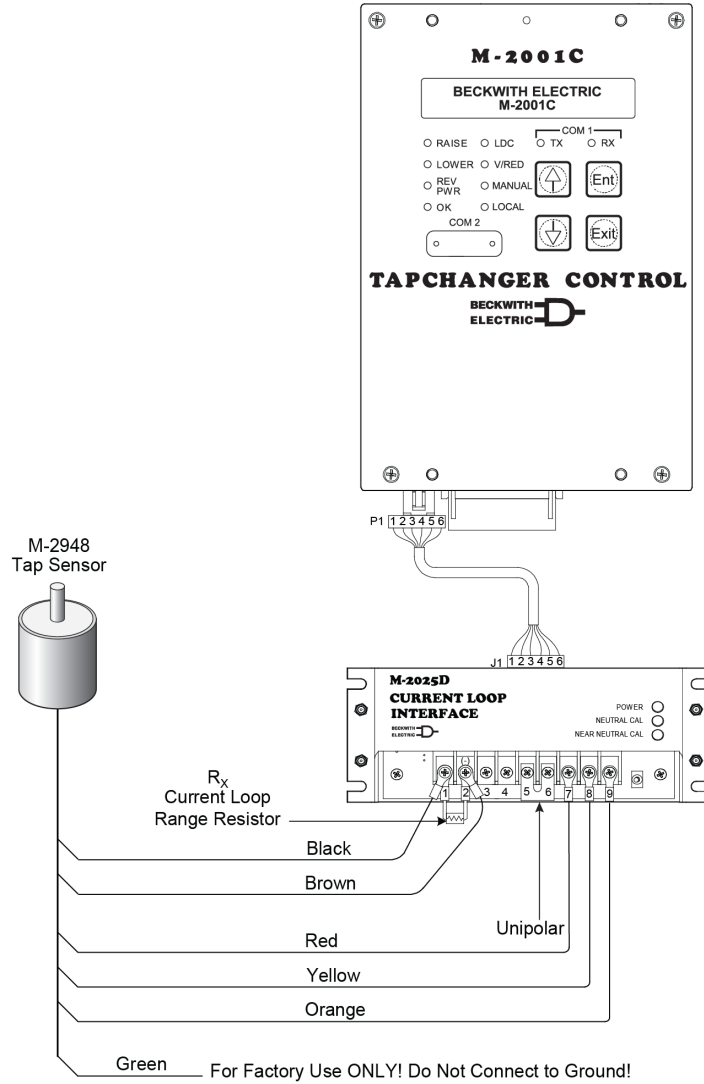 M-2001C
BECKWITH ELECTRIC
M-2001C
COM 1
RAISE LDC TX RX
LOWER V/RED
REV
PWR MANUAL
OK LOCAL
Ent
COM 2
Exit
TAPCHANGER CONTROL
BECKWITH
ELECTRIC
P1 1 2 3 4 5 6
M-2948
Tap Sensor
J1 1 2 3 4 5 6
M-2025D
CURRENT LOOP
INTERFACE
BECKWITH
ELECTRIC
POWER
NEUTRAL CAL
NEAR NEUTRAL CAL
1 2 3 4 5 6 7 8 9
RX
Current Loop
Range Resistor
Black
Brown
Unipolar
Red
Yellow
Orange
Green For Factory Use ONLY! Do Not Connect to Ground!